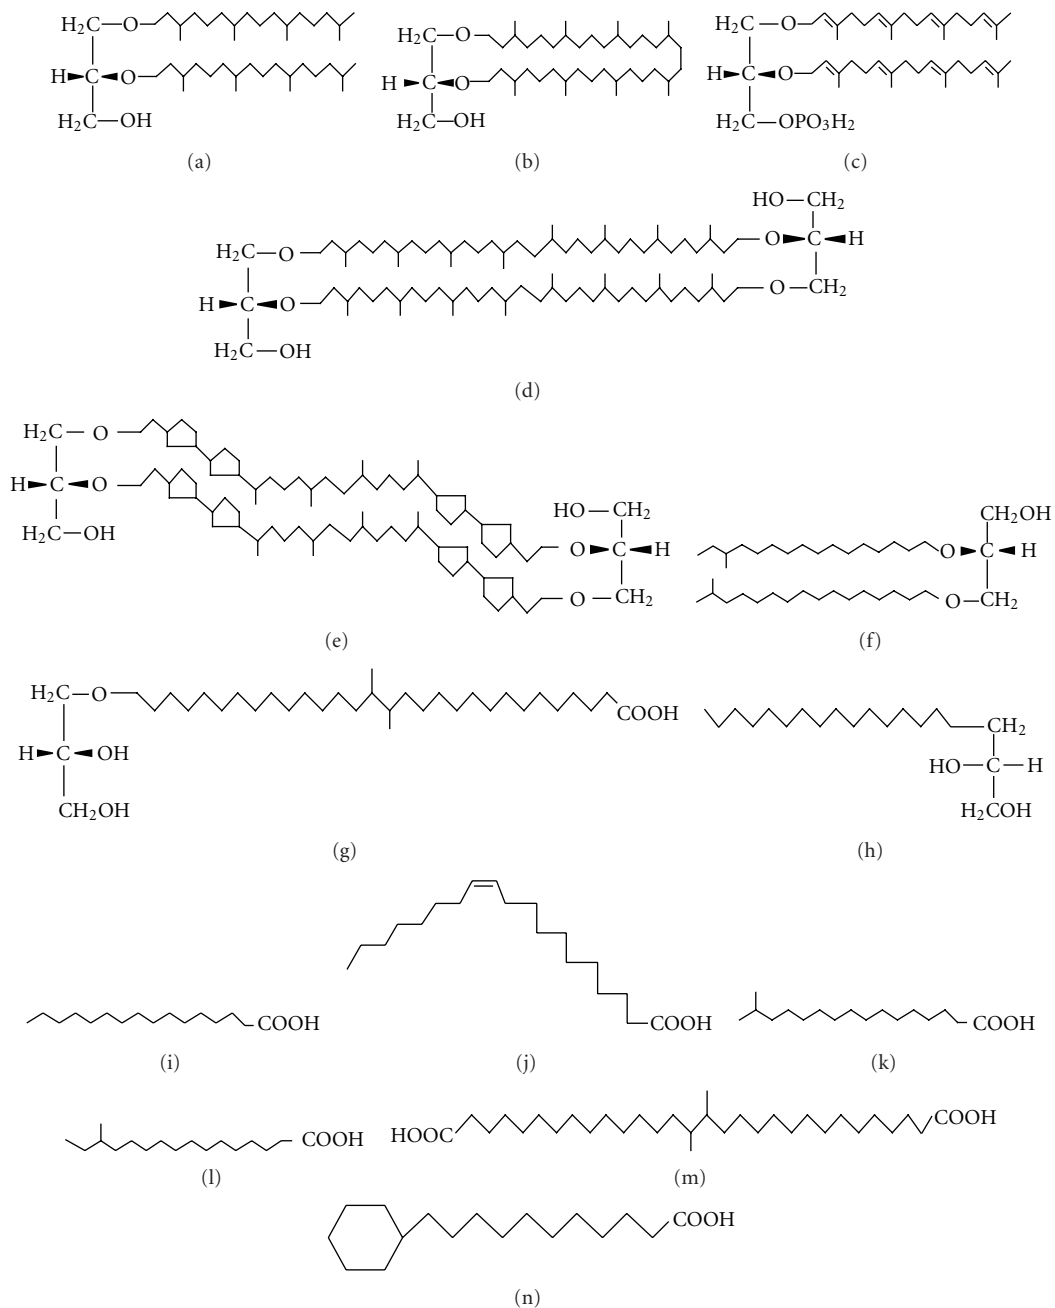 H₂C—O H₂C—O H₂C—O
H C O H C O H C O
H₂C—OH H₂C—OH H₂C—OPO₃H₂
(a) (b) (c)
HO—CH₂
H₂C—O O C H
H C O O CH₂
H₂C—OH
(d)
H₂C—O
H C O
H₂C—OH
HO—CH₂
O C H
O CH₂
(e)
CH₂OH
O C H
O—CH₂
(f)
H₂C—O COOH
H C OH
CH₂OH
(g)
CH₂
HO—C—H
H₂COH
(h)
COOH
(i)
COOH
(j)
COOH
(k)
COOH
(l)
HOOC COOH
(m)
COOH
(n)